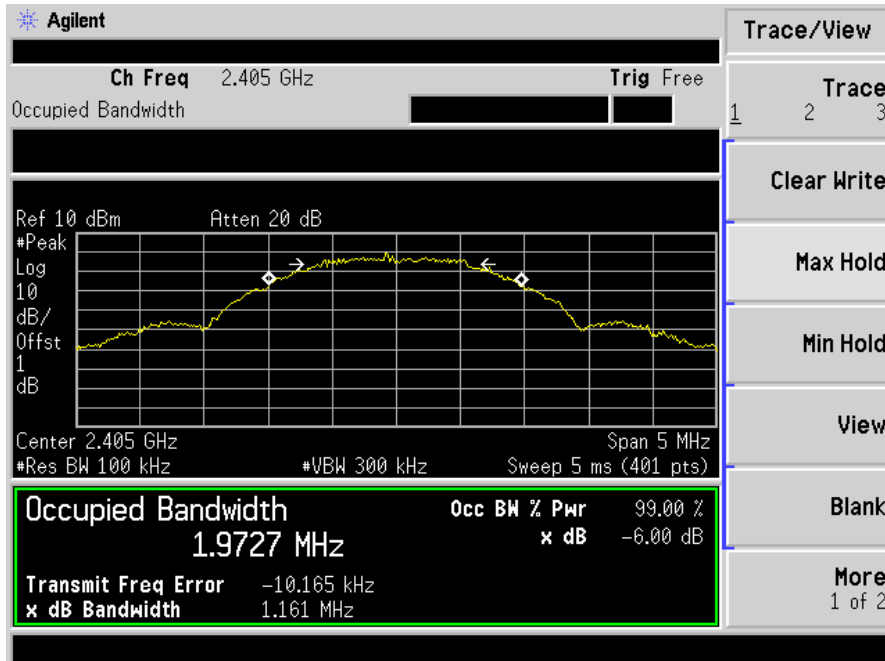 Agilent
Ch Freq 2.405 GHz Trig Free
Occupied Bandwidth
Ref 10 dBm Atten 20 dB
#Peak
Log
10
dB/
Offst
1
dB
Center 2.405 GHz Span 5 MHz
#Res BW 100 kHz #VBW 300 kHz Sweep 5 ms (401 pts)
Occupied Bandwidth
1.9727 MHz
Occ BW % Pwr 99.00 %
x dB -6.00 dB
Transmit Freq Error -10.165 kHz
x dB Bandwidth 1.161 MHz
Trace/View
Trace
1 2 3
Clear Write
Max Hold
Min Hold
View
Blank
More
1 of 2